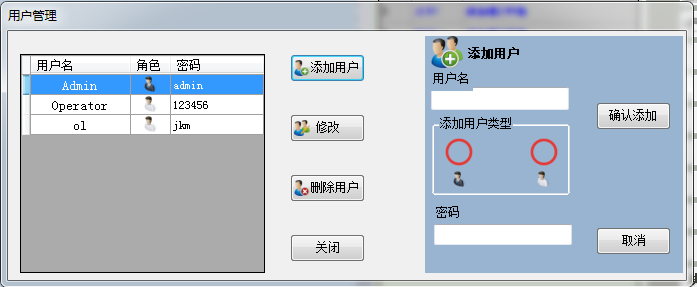 用户管理
用户名 角色 密码
Admin admin
Operator 123456
ol jkm
添加用户
修改
删除用户
关闭
添加用户
用户名
添加用户类型
密码
确认添加
取消